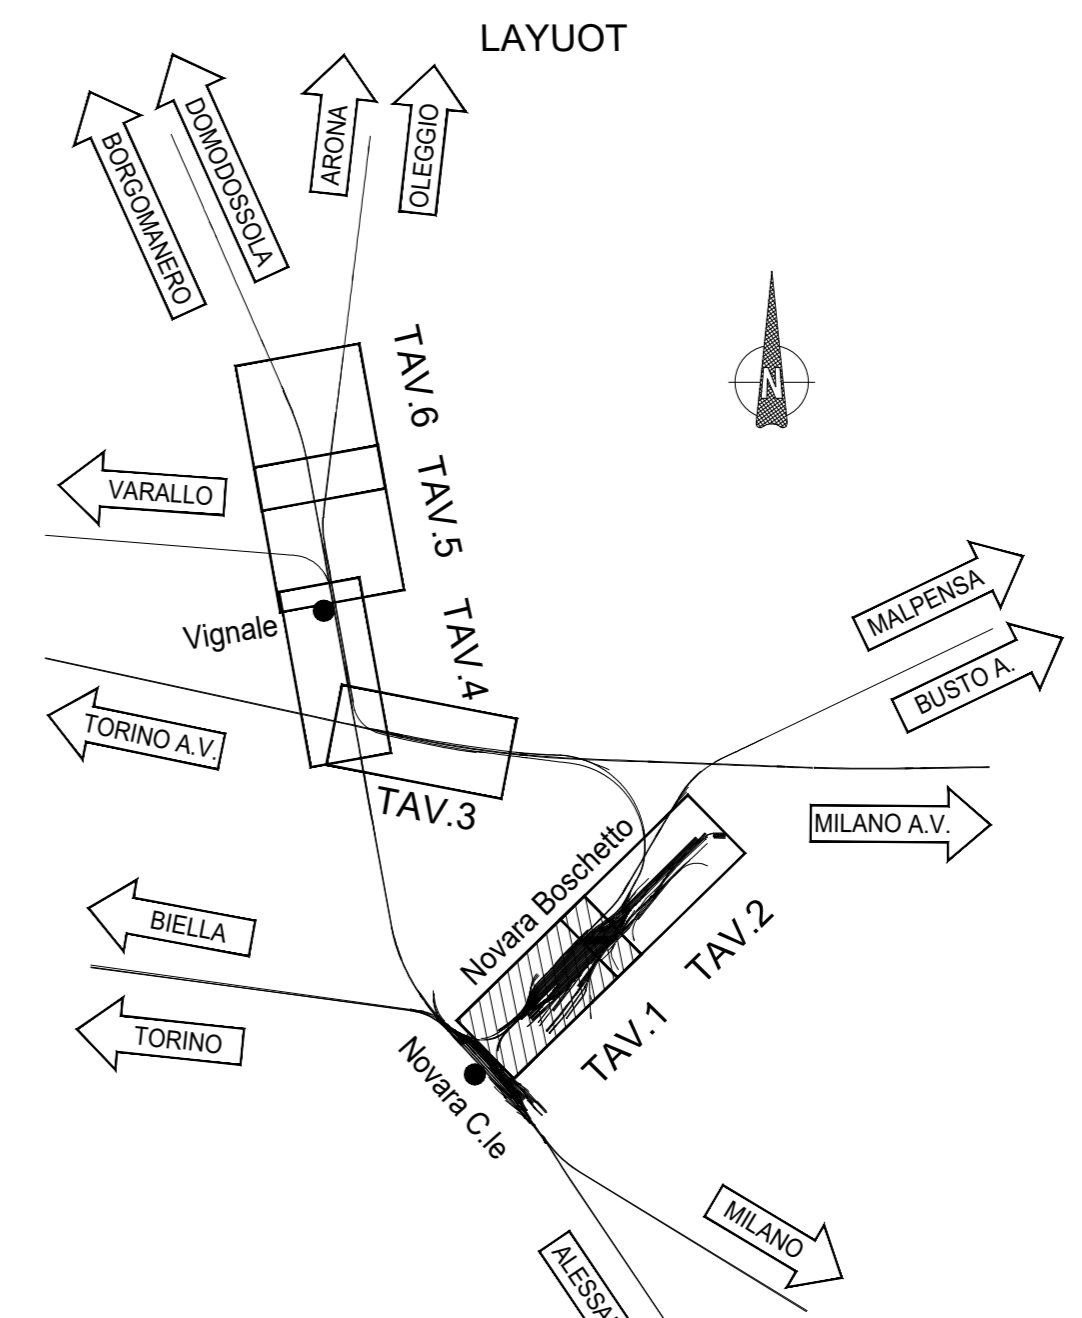 LAYUOT
BORGOMANERO
DOMODOSSOLA
ARONA
OLEGGIO
N
TAV.6
VARALLO
TAV.5
MALPENSA
Vignale
TAV.4
BUSTO A.
TORINO A.V.
TAV.3
MILANO A.V.
Novara Boschetto
BIELLA
TAV.2
TORINO
TAV.1
Novara C.le
MILANO
ALESSA